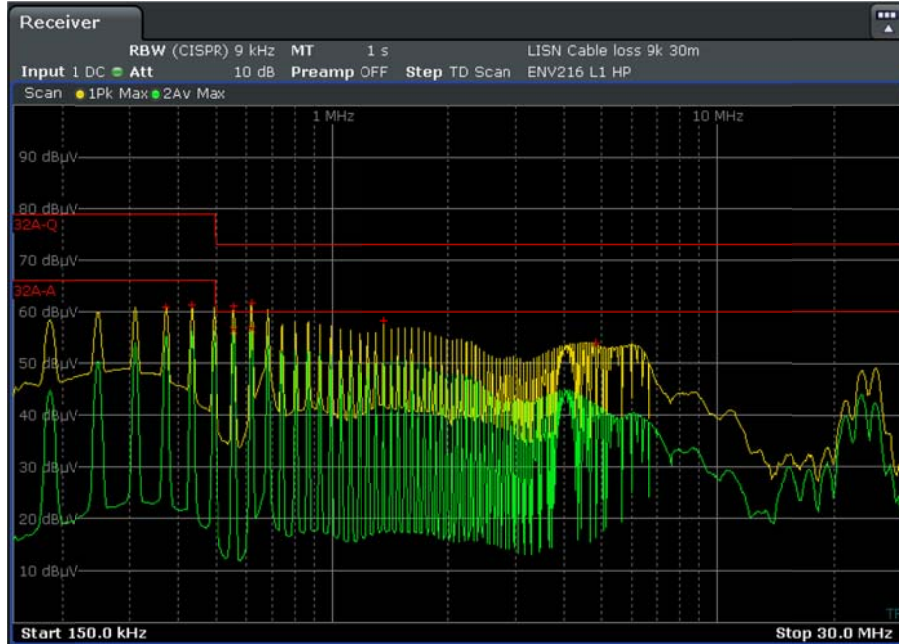 Receiver
RBW (CISPR) 9 kHz MT 1 s LISN Cable loss 9k 30m
Input 1 DC Att 10 dB Preamp OFF Step TD Scan ENV216 L1 HP
Scan 1Pk Max 2Av Max
1 MHz 10 MHz
90 dBµV
80 dBµV
32A-Q
70 dBµV
32A-A
60 dBµV
50 dBµV
40 dBµV
30 dBµV
20 dBµV
10 dBµV
TF
Start 150.0 kHz Stop 30.0 MHz